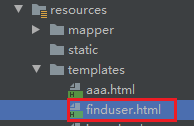 resources
mapper
static
templates
aaa.html
finduser.html